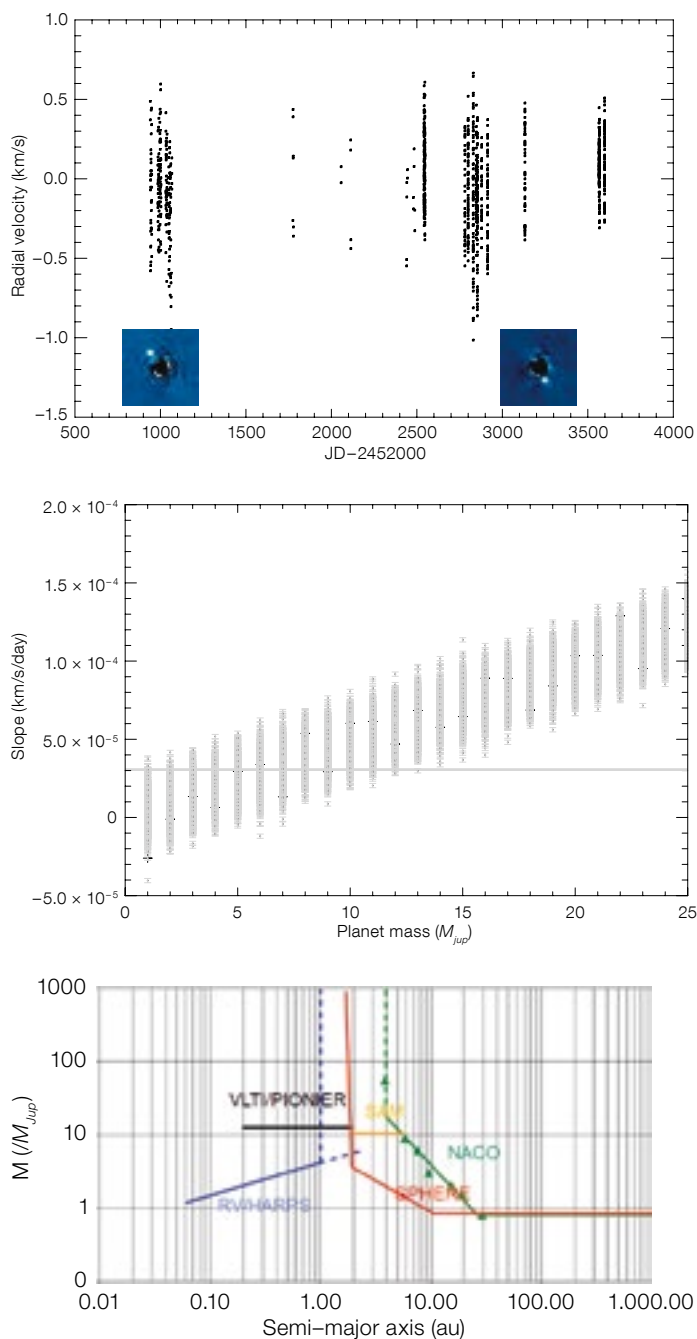 1.0
0.5
0.0
−0.5
−1.0
−1.5
Radial velocity (km/s)
500 1000 1500 2000 2500 3000 3500 4000
JD−2452000
2.0 × 10⁻⁴
1.5 × 10⁻⁴
1.0 × 10⁻⁴
5.0 × 10⁻⁵
0
−5.0 × 10⁻⁵
Slope (km/s/day)
0 5 10 15 20 25
Planet mass (M_jup)
1000
100
10
1
0
M (/M_Jup)
VLTI/PIONIER
SAM
NACO
RV/HARPS
SPHERE
0.01 0.10 1.00 10.00 100.00 1.000.00
Semi–major axis (au)